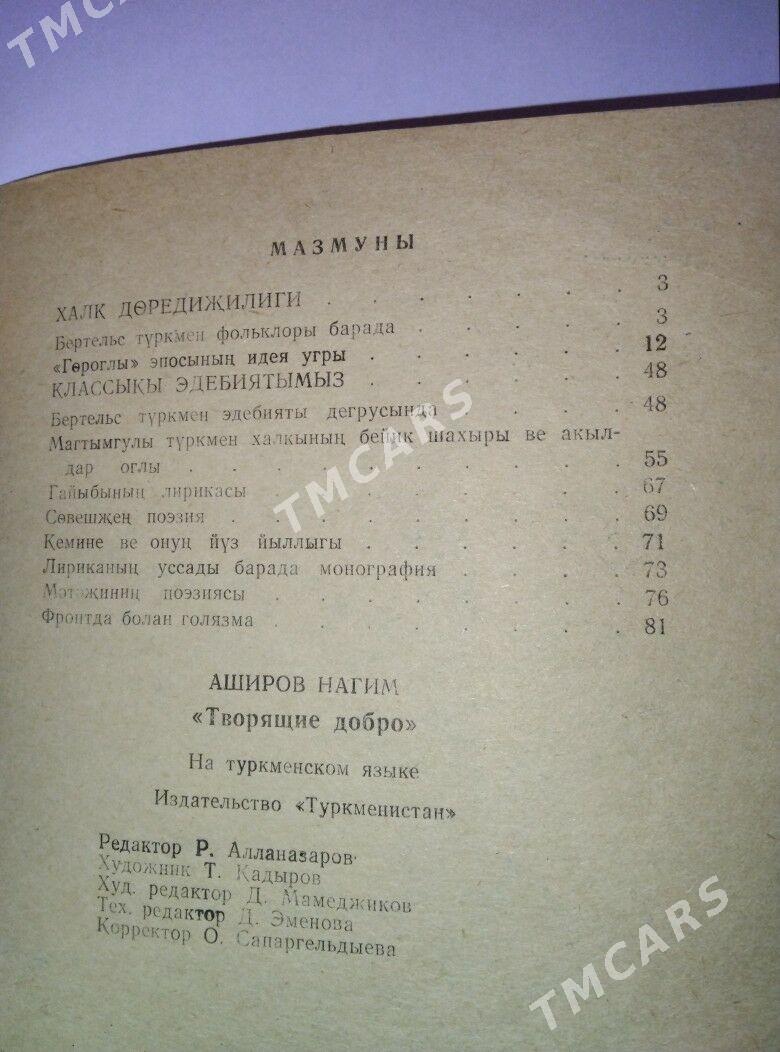 TMCARS
МАЗМУНЫ
ХАЛК ДӨРЕДИҖИЛИГИ . . . . . . . 3
Бертельс түркмен фольклоры барада . . . . . 3
«Гөроглы» эпосының идея угры . . . . . . 12
КЛАССЫКЫ ЭДЕБИЯТЫМЫЗ . . . . . . 48
Бертельс түркмен эдебияты дегрусында . . . . 48
Магтымгулы түркмен халкының бейик шахыры ве акыл-
дар оглы . . . . . . . . . . 55
Гайыбының лирикасы . . . . . . . 67
Сөвешҗең поэзия . . . . . . . . 69
Кемине ве онуң йүз йыллыгы . . . . . . 71
Лириканың уссады барада монография . . . . 73
Мәтәҗиниң поэзиясы . . . . . . . 76
Фронтда болан голязма . . . . . . . 81
TMCARS
АШИРОВ НАГИМ
«Творящие добро»
На туркменском языке
Издательство «Туркменистан»
Редактор Р. Алланазаров
Художник Т. Кадыров
Худ. редактор Д. Мамеджиков
Тех. редактор Д. Эменова
Корректор О. Сапаргельдыева
TMCARS